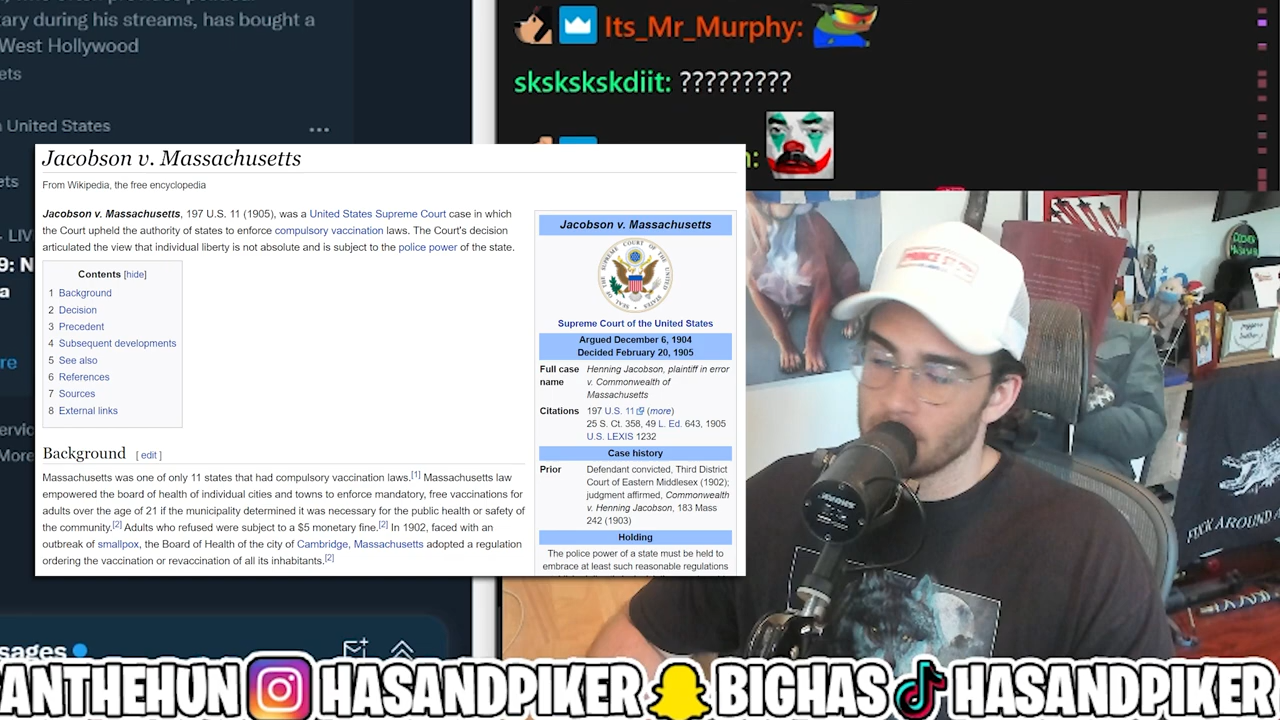 tary during his streams, has bought a
West Hollywood
United States
...
Its_Mr_Murphy:
sksksksdiit: ?????????
Jacobson v. Massachusetts
From Wikipedia, the free encyclopedia
Jacobson v. Massachusetts, 197 U.S. 11 (1905), was a United States Supreme Court case in which
the Court upheld the authority of states to enforce compulsory vaccination laws. The Court's decision
articulated the view that individual liberty is not absolute and is subject to the police power of the state.
Contents [hide]
1 Background
2 Decision
3 Precedent
4 Subsequent developments
5 See also
6 References
7 Sources
8 External links
Background [ edit ]
Massachusetts was one of only 11 states that had compulsory vaccination laws.[1] Massachusetts law
empowered the board of health of individual cities and towns to enforce mandatory, free vaccinations for
adults over the age of 21 if the municipality determined it was necessary for the public health or safety of
the community.[2] Adults who refused were subject to a $5 monetary fine.[2] In 1902, faced with an
outbreak of smallpox, the Board of Health of the city of Cambridge, Massachusetts adopted a regulation
ordering the vaccination or revaccination of all its inhabitants.[2]
Jacobson v. Massachusetts
Supreme Court of the United States
Argued December 6, 1904
Decided February 20, 1905
Full case name Henning Jacobson, plaintiff in error
v. Commonwealth of
Massachusetts
Citations 197 U.S. 11 (more)
25 S. Ct. 358, 49 L. Ed. 643, 1905
U.S. LEXIS 1232
Case history
Prior Defendant convicted, Third District
Court of Eastern Middlesex (1902);
judgment affirmed, Commonwealth
v. Henning Jacobson, 183 Mass
242 (1903)
Holding
The police power of a state must be held to
embrace at least such reasonable regulations
ssages
ANTHEHUN HASANDPIKER BIGHAS HASANDPIKER